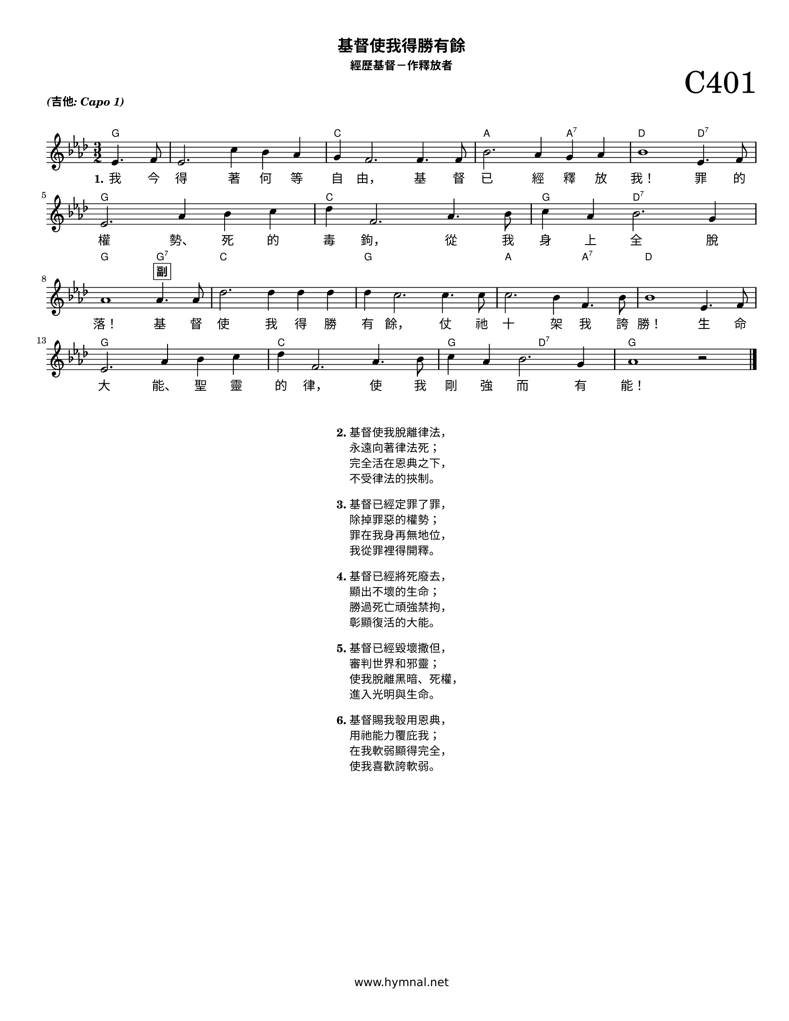 基督使我得勝有餘
經歷基督－作釋放者
C401
(吉他: Capo 1)
G C A A7 D D7
1. 我 今 得 著 何 等 自 由， 基 督 已 經 釋 放 我！ 罪 的
5
G C G D7
權 勢、 死 的 毒 鉤， 從 我 身 上 全 脫
G G7 C G A A7 D
副
8
落！ 基 督 使 我 得 勝 有 餘， 仗 祂 十 架 我 誇 勝！ 生 命
13
G C G D7 G
大 能、 聖 靈 的 律， 使 我 剛 強 而 有 能！
2. 基督使我脫離律法，
永遠向著律法死；
完全活在恩典之下，
不受律法的挾制。
3. 基督已經定罪了罪，
除掉罪惡的權勢；
罪在我身再無地位，
我從罪裡得開釋。
4. 基督已經將死廢去，
顯出不壞的生命；
勝過死亡頑強禁拘，
彰顯復活的大能。
5. 基督已經毀壞撒但，
審判世界和邪靈；
使我脫離黑暗、死權，
進入光明與生命。
6. 基督賜我彀用恩典，
用祂能力覆庇我；
在我軟弱顯得完全，
使我喜歡誇軟弱。
www.hymnal.net